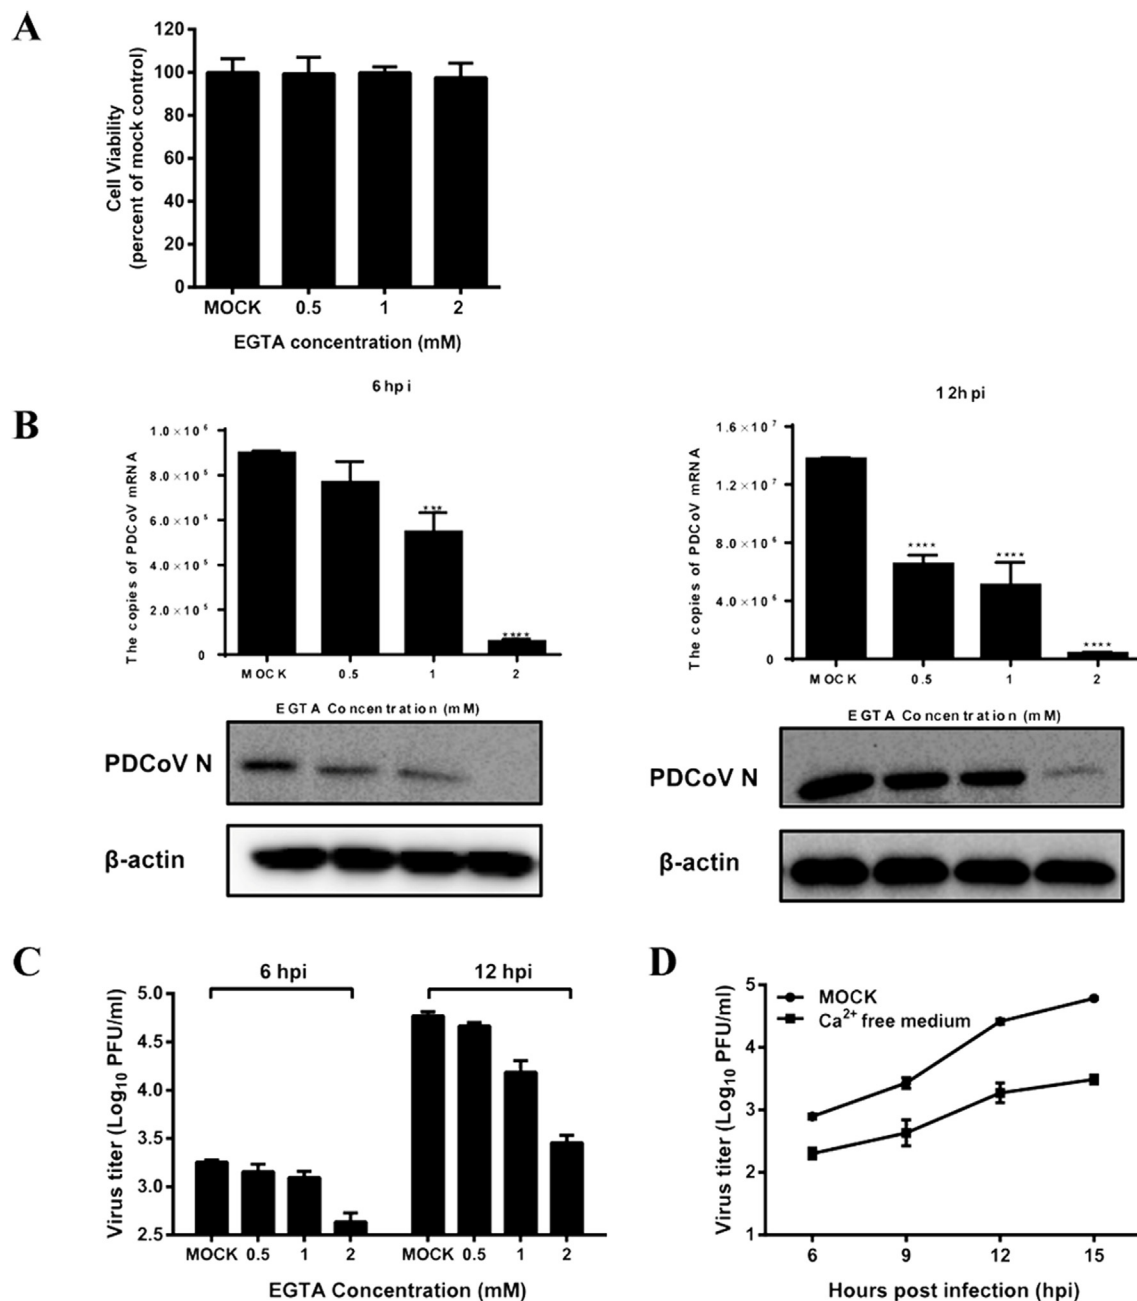 A
120
100
80
60
40
20
0
Cell Viability
(percent of mock control)
MOCK 0.5 1 2
EGTA concentration (mM)
B
6 hpi
1.0×10⁶
8.0×10⁵
6.0×10⁵
4.0×10⁵
2.0×10⁵
0
The copies of PDCoV mRNA
***
****
MOCK 0.5 1 2
EGTA Concentration (mM)
PDCoV N
β-actin
12hpi
1.6×10⁷
1.2×10⁷
8.0×10⁶
4.0×10⁶
0
The copies of PDCoV mRNA
****
****
****
MOCK 0.5 1 2
EGTA Concentration (mM)
PDCoV N
β-actin
C
6 hpi 12 hpi
5.0
4.5
4.0
3.5
3.0
2.5
Virus titer (Log₁₀ PFU/ml)
MOCK 0.5 1 2 MOCK 0.5 1 2
EGTA Concentration (mM)
D
MOCK
Ca²⁺ free medium
5
4
3
2
1
Virus titer (Log₁₀ PFU/ml)
6 9 12 15
Hours post infection (hpi)